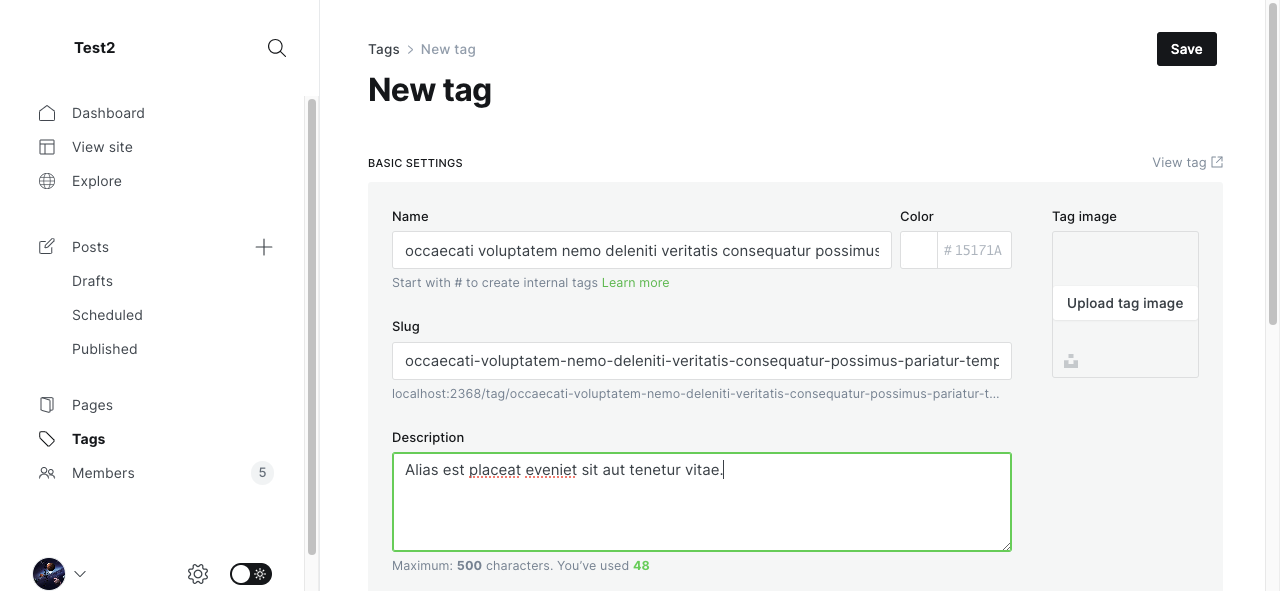 Test2
Dashboard
View site
Explore
Posts
Drafts
Scheduled
Published
Pages
Tags
Members
5
Tags > New tag
Save
New tag
BASIC SETTINGS
View tag
Name
occaecati voluptatem nemo deleniti veritatis consequatur possimus
Start with # to create internal tags Learn more
Color
# 15171A
Tag image
Upload tag image
Slug
occaecati-voluptatem-nemo-deleniti-veritatis-consequatur-possimus-pariatur-temp
localhost:2368/tag/occaecati-voluptatem-nemo-deleniti-veritatis-consequatur-possimus-pariatur-t...
Description
Alias est placeat eveniet sit aut tenetur vitae.
Maximum: 500 characters. You've used 48